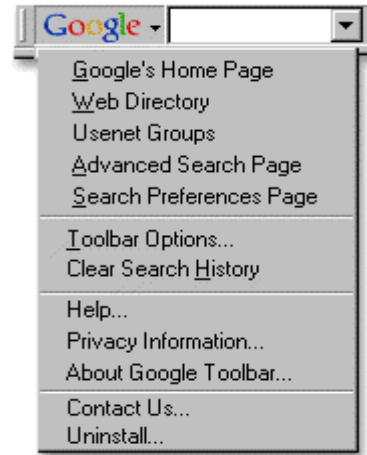 Google
Google's Home Page
Web Directory
Usenet Groups
Advanced Search Page
Search Preferences Page
Toolbar Options...
Clear Search History
Help...
Privacy Information...
About Google Toolbar...
Contact Us...
Uninstall...